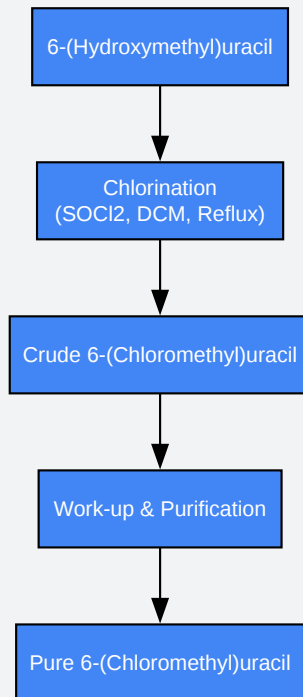 6-(Hydroxymethyl)uracil
Chlorination
(SOCl2, DCM, Reflux)
Crude 6-(Chloromethyl)uracil
Work-up & Purification
Pure 6-(Chloromethyl)uracil